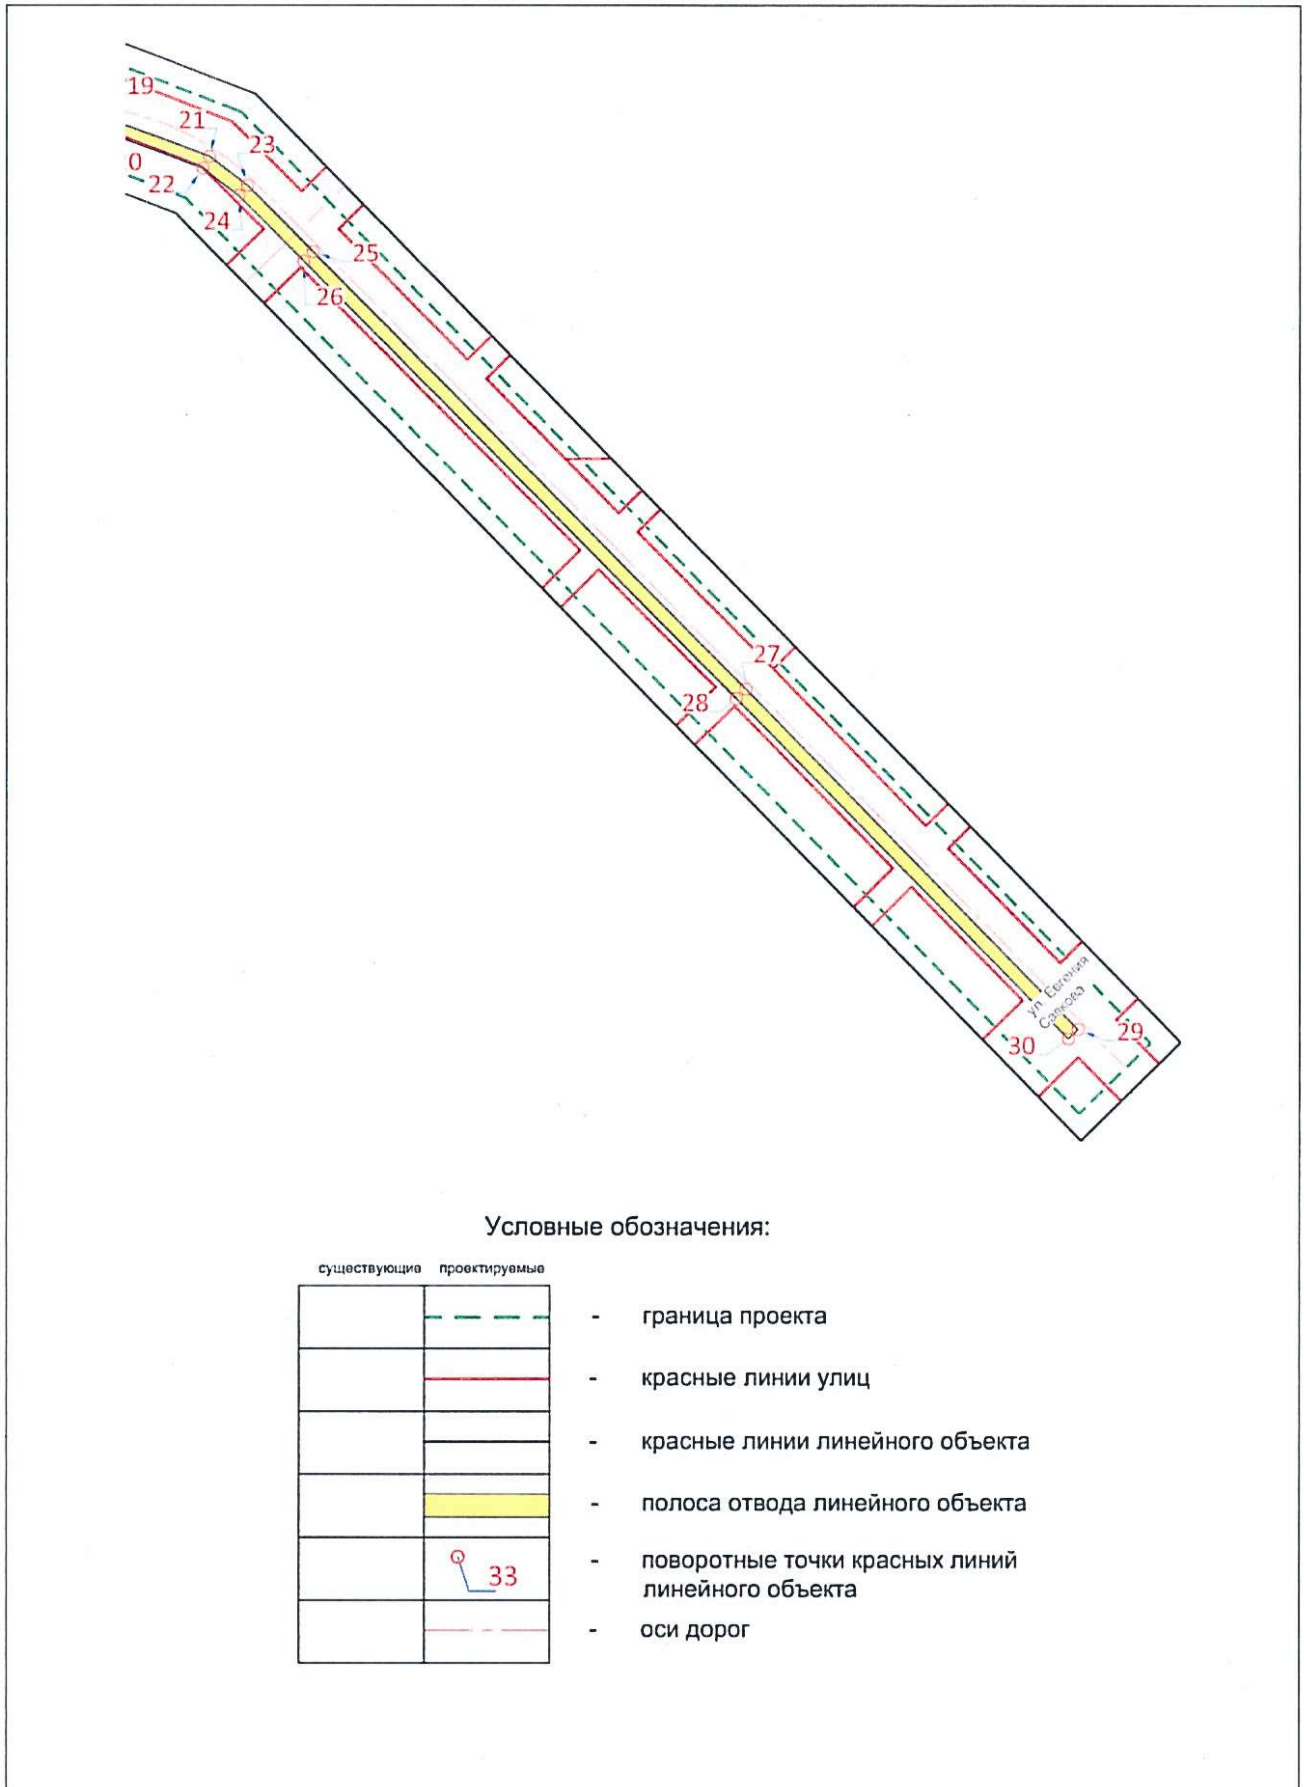 19
21
23
0
22
24
25
26
27
28
ул. Евгения
Салкова
29
30
Условные обозначения:
существующие проектируемые
- граница проекта
- красные линии улиц
- красные линии линейного объекта
- полоса отвода линейного объекта
33 - поворотные точки красных линий
линейного объекта
- оси дорог